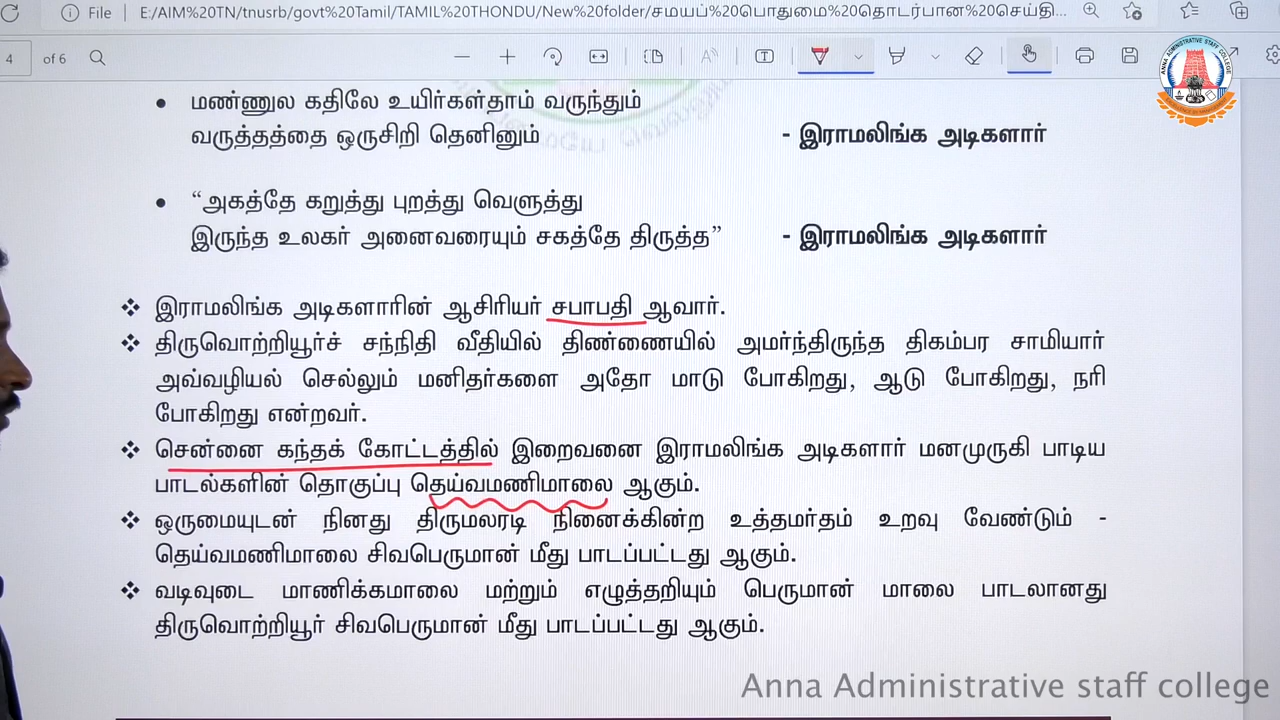 File | E:/AIM%20TN/tnusrb/govt%20Tamil/TAMIL%20THONDU/New%20folder/சமயப்%20பொதுமை%20தொடர்பான%20செய்தி...
4 of 6
ANNA ADMINISTRATIVE STAFF COLLEGE
• மண்ணுல கதிலே உயிர்கள்தாம் வருந்தும்
வருத்தத்தை ஒருசிறி தெனினும் - இராமலிங்க அடிகளார்
• “அகத்தே கறுத்து புறத்து வெளுத்து
இருந்த உலகர் அனைவரையும் சகத்தே திருத்த” - இராமலிங்க அடிகளார்
❖ இராமலிங்க அடிகளாரின் ஆசிரியர் சபாபதி ஆவார்.
❖ திருவொற்றியூர்ச் சந்நிதி வீதியில் திண்ணையில் அமர்ந்திருந்த திகம்பர சாமியார்
அவ்வழியல் செல்லும் மனிதர்களை அதோ மாடு போகிறது, ஆடு போகிறது, நரி
போகிறது என்றவர்.
❖ சென்னை கந்தக் கோட்டத்தில் இறைவனை இராமலிங்க அடிகளார் மனமுருகி பாடிய
பாடல்களின் தொகுப்பு தெய்வமணிமாலை ஆகும்.
❖ ஒருமையுடன் நினது திருமலரடி நினைக்கின்ற உத்தமர்தம் உறவு வேண்டும் -
தெய்வமணிமாலை சிவபெருமான் மீது பாடப்பட்டது ஆகும்.
❖ வடிவுடை மாணிக்கமாலை மற்றும் எழுத்தறியும் பெருமான் மாலை பாடலானது
திருவொற்றியூர் சிவபெருமான் மீது பாடப்பட்டது ஆகும்.
Anna Administrative staff college